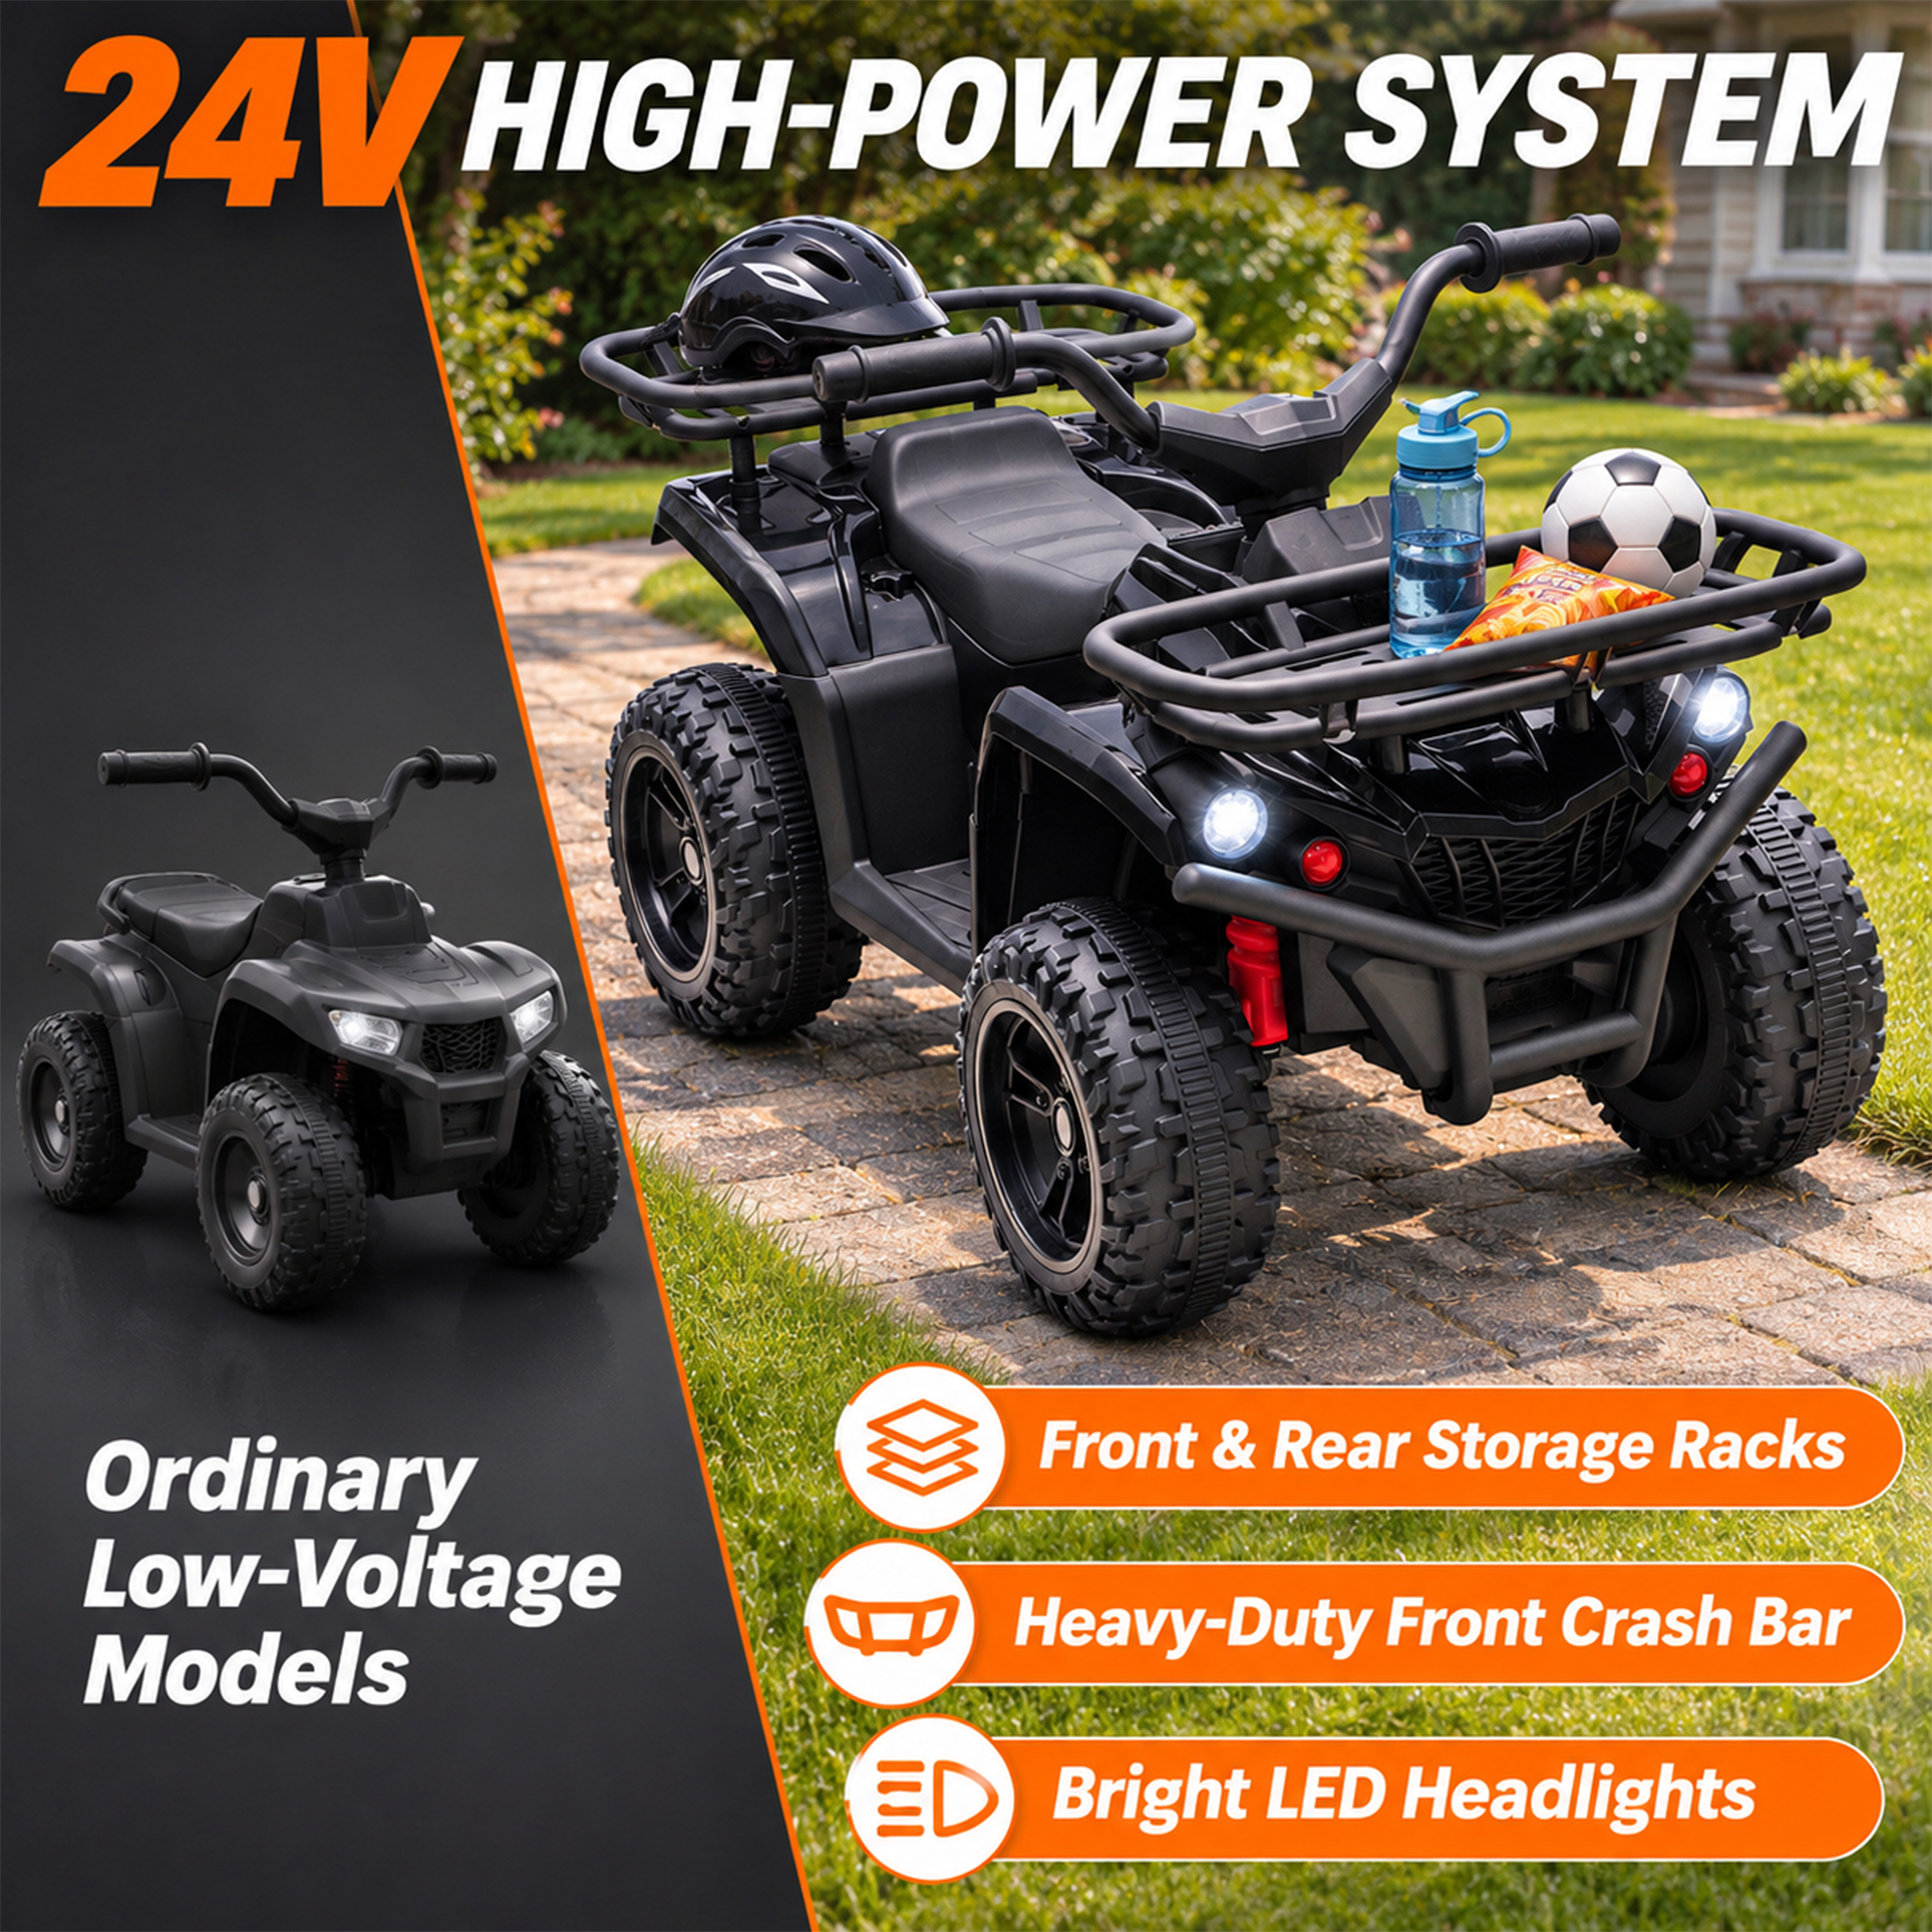 24V HIGH-POWER SYSTEM
Ordinary
Low-Voltage
Models
Front & Rear Storage Racks
Heavy-Duty Front Crash Bar
Bright LED Headlights